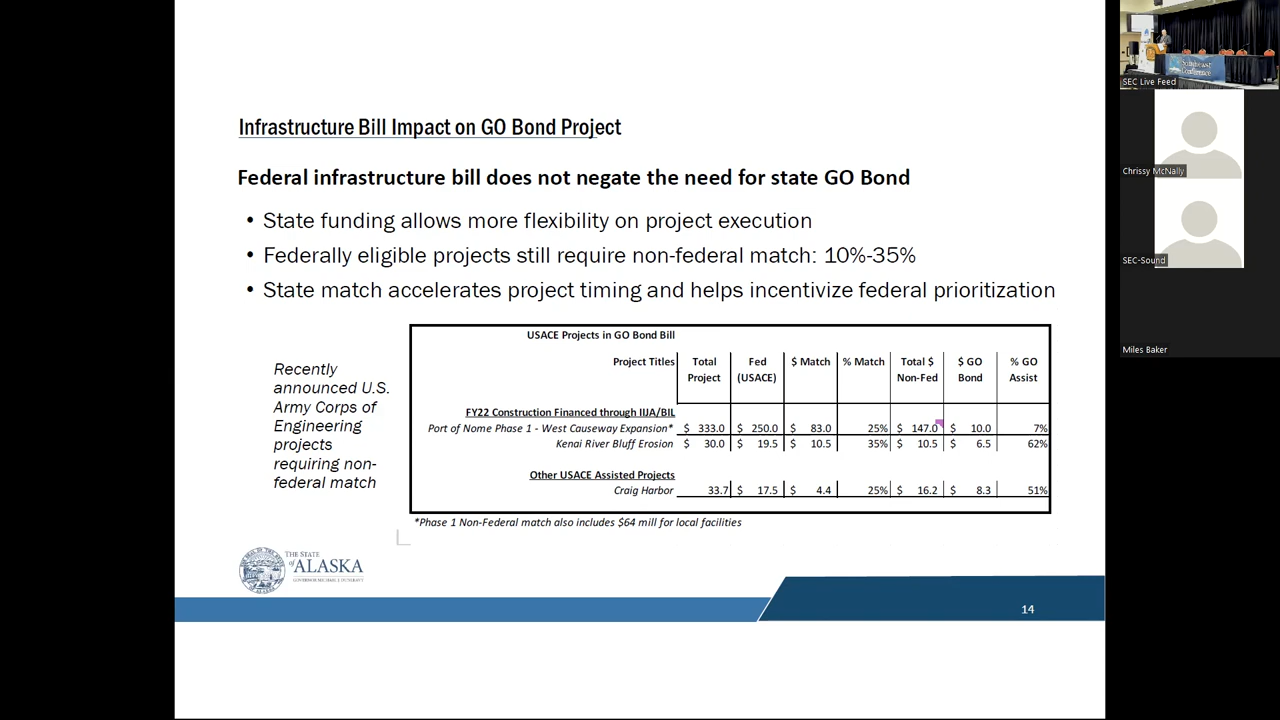 Infrastructure Bill Impact on GO Bond Project
Federal infrastructure bill does not negate the need for state GO Bond
• State funding allows more flexibility on project execution
• Federally eligible projects still require non-federal match: 10%-35%
• State match accelerates project timing and helps incentivize federal prioritization
Recently
announced U.S.
Army Corps of
Engineering
projects
requiring non-
federal match
USACE Projects in GO Bond Bill
Project Titles Total Project Fed (USACE) $ Match % Match Total $ Non-Fed $ GO Bond % GO Assist
FY22 Construction Financed through IIJA/BIL
Port of Nome Phase 1 - West Causeway Expansion* $ 333.0 $ 250.0 $ 83.0 25% $ 147.0 $ 10.0 7%
Kenai River Bluff Erosion $ 30.0 $ 19.5 $ 10.5 35% $ 10.5 $ 6.5 62%
Other USACE Assisted Projects
Craig Harbor 33.7 $ 17.5 $ 4.4 25% $ 16.2 $ 8.3 51%
*Phase 1 Non-Federal match also includes $64 mill for local facilities
THE STATE
of ALASKA
GOVERNOR MICHAEL J. DUNLEAVY
14
Southeast
Conference
SEC Live Feed
Chrissy McNally
SEC-Sound
Miles Baker